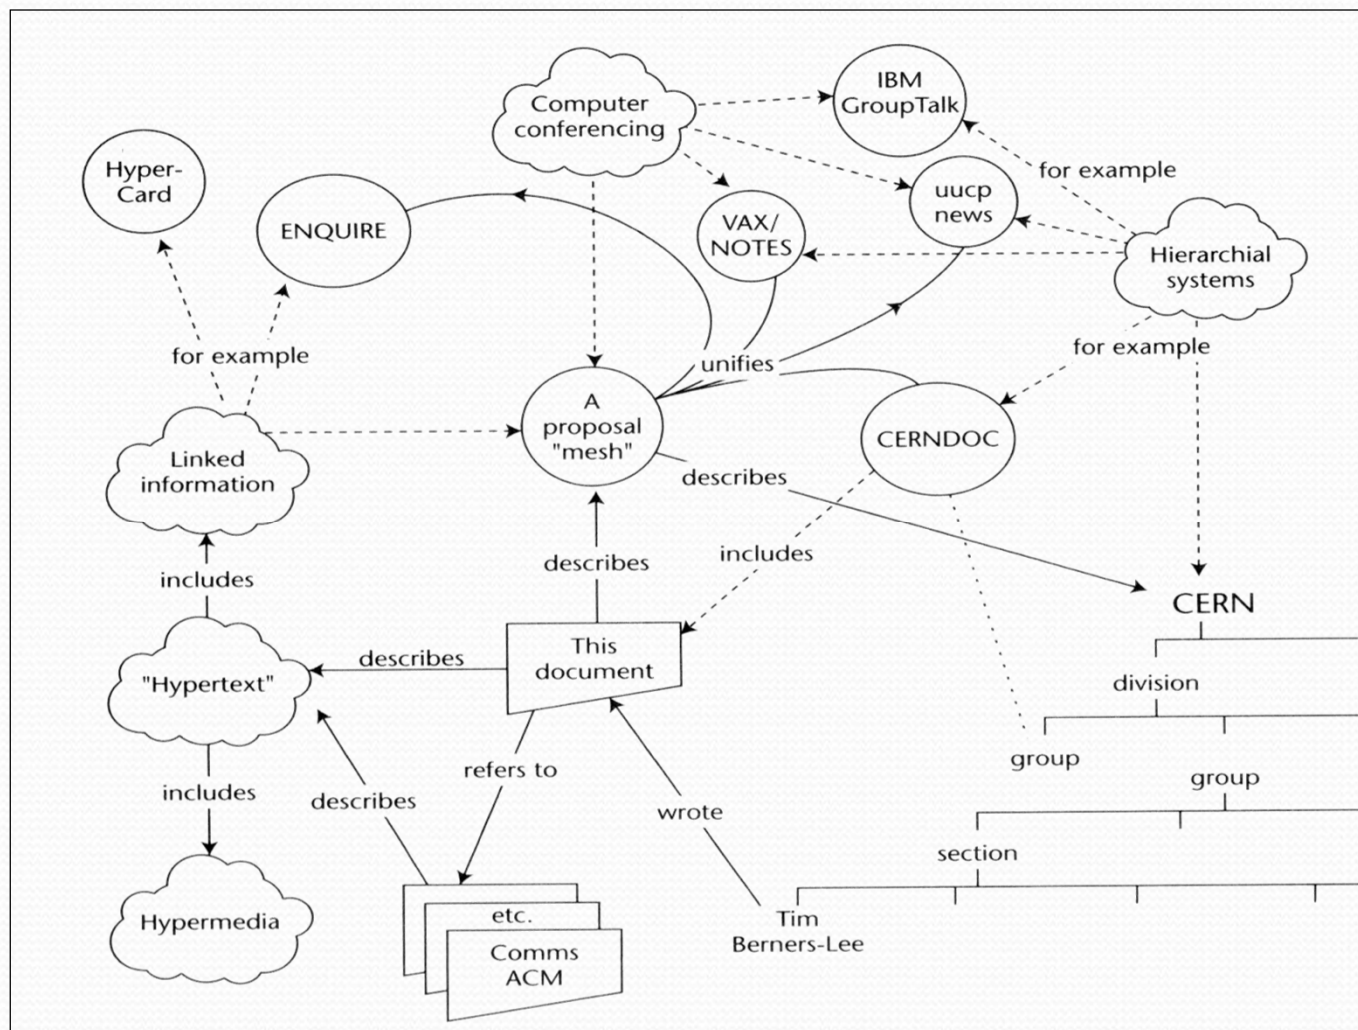 IBM
GroupTalk
Computer
conferencing
Hyper-
Card
for example
uucp
news
ENQUIRE
VAX/
NOTES
Hierarchial
systems
for example
unifies
for example
A
proposal
"mesh"
CERNDOC
Linked
information
describes
includes
describes
includes
CERN
This
document
describes
"Hypertext"
division
group
refers to
group
includes
describes
wrote
section
Hypermedia
etc.
Comms
ACM
Tim
Berners-Lee